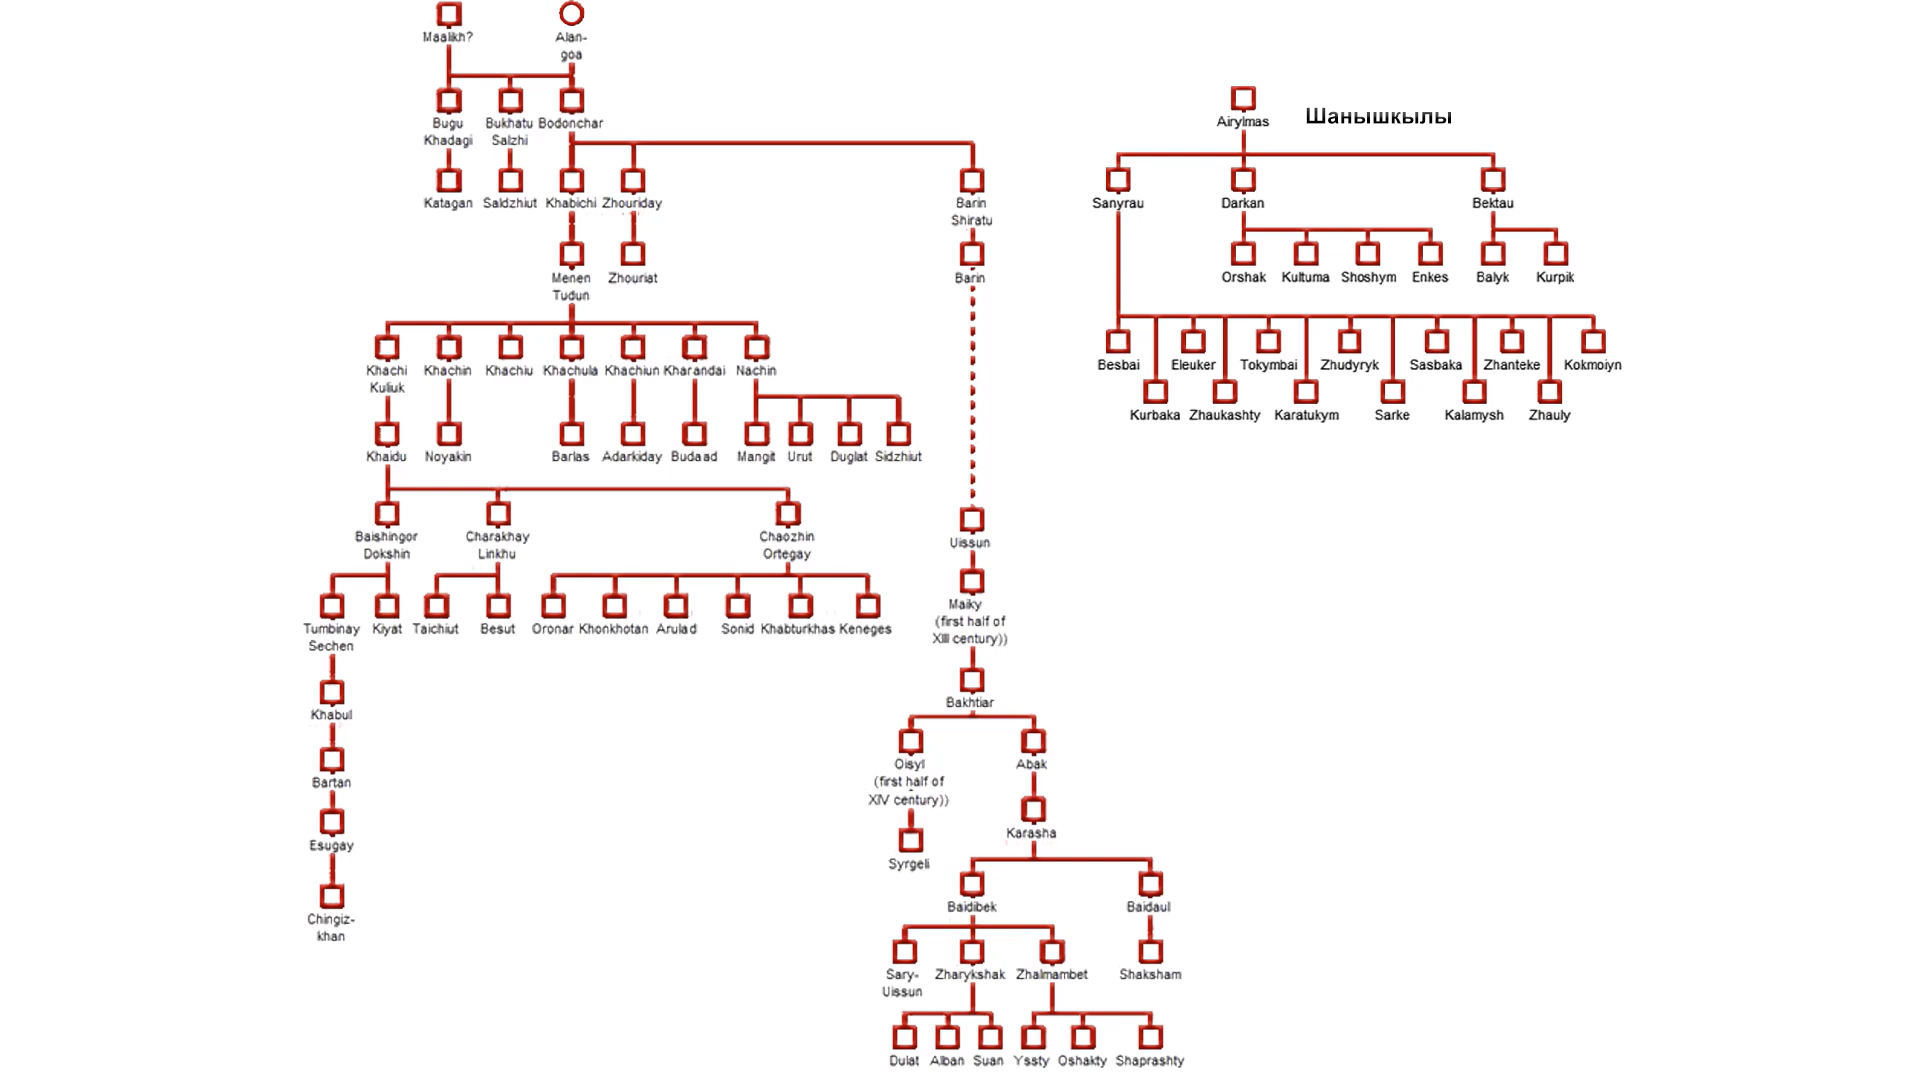 Maalikh?
Alan-
goa
Bugu
Khadagi
Bukhatu
Salzhi
Bodonchar
Airylmas
Шанышкылы
Katagan
Saldzhiut
Khabichi
Zhouriday
Barin
Shiratu
Sanyrau
Darkan
Bektau
Menen
Tudun
Zhouriat
Barin
Orshak
Kultuma
Shoshym
Enkes
Balyk
Kurpik
Khachi
Kuliuk
Khachin
Khachiu
Khachula
Khachiun
Kharandai
Nachin
Besbai
Eleuker
Tokymbai
Zhudyryk
Sasbaka
Zhanteke
Kokmoiyn
Kurbaka
Zhaukashty
Karatukym
Sarke
Kalamysh
Zhauly
Khaidu
Noyakin
Barlas
Adarkiday
Budaad
Mangit
Urut
Duglat
Sidzhiut
Baishingor
Dokshin
Charakhay
Linkhu
Chaozhin
Ortegay
Uissun
Tumbinay
Sechen
Kiyat
Taichiut
Besut
Oronar
Khonkhotan
Arulad
Sonid
Khabturkhas
Keneges
Maiky
(first half of
XIII century))
Khabul
Bakhtiar
Bartan
Oisyl
(first half of
XIV century))
Abak
Esugay
Karasha
Syrgeli
Chingiz-
khan
Baidibek
Baidaul
Sary-
Uissun
Zharykshak
Zhalmambet
Shaksham
Dulat
Alban
Suan
Yssty
Oshakty
Shaprashty